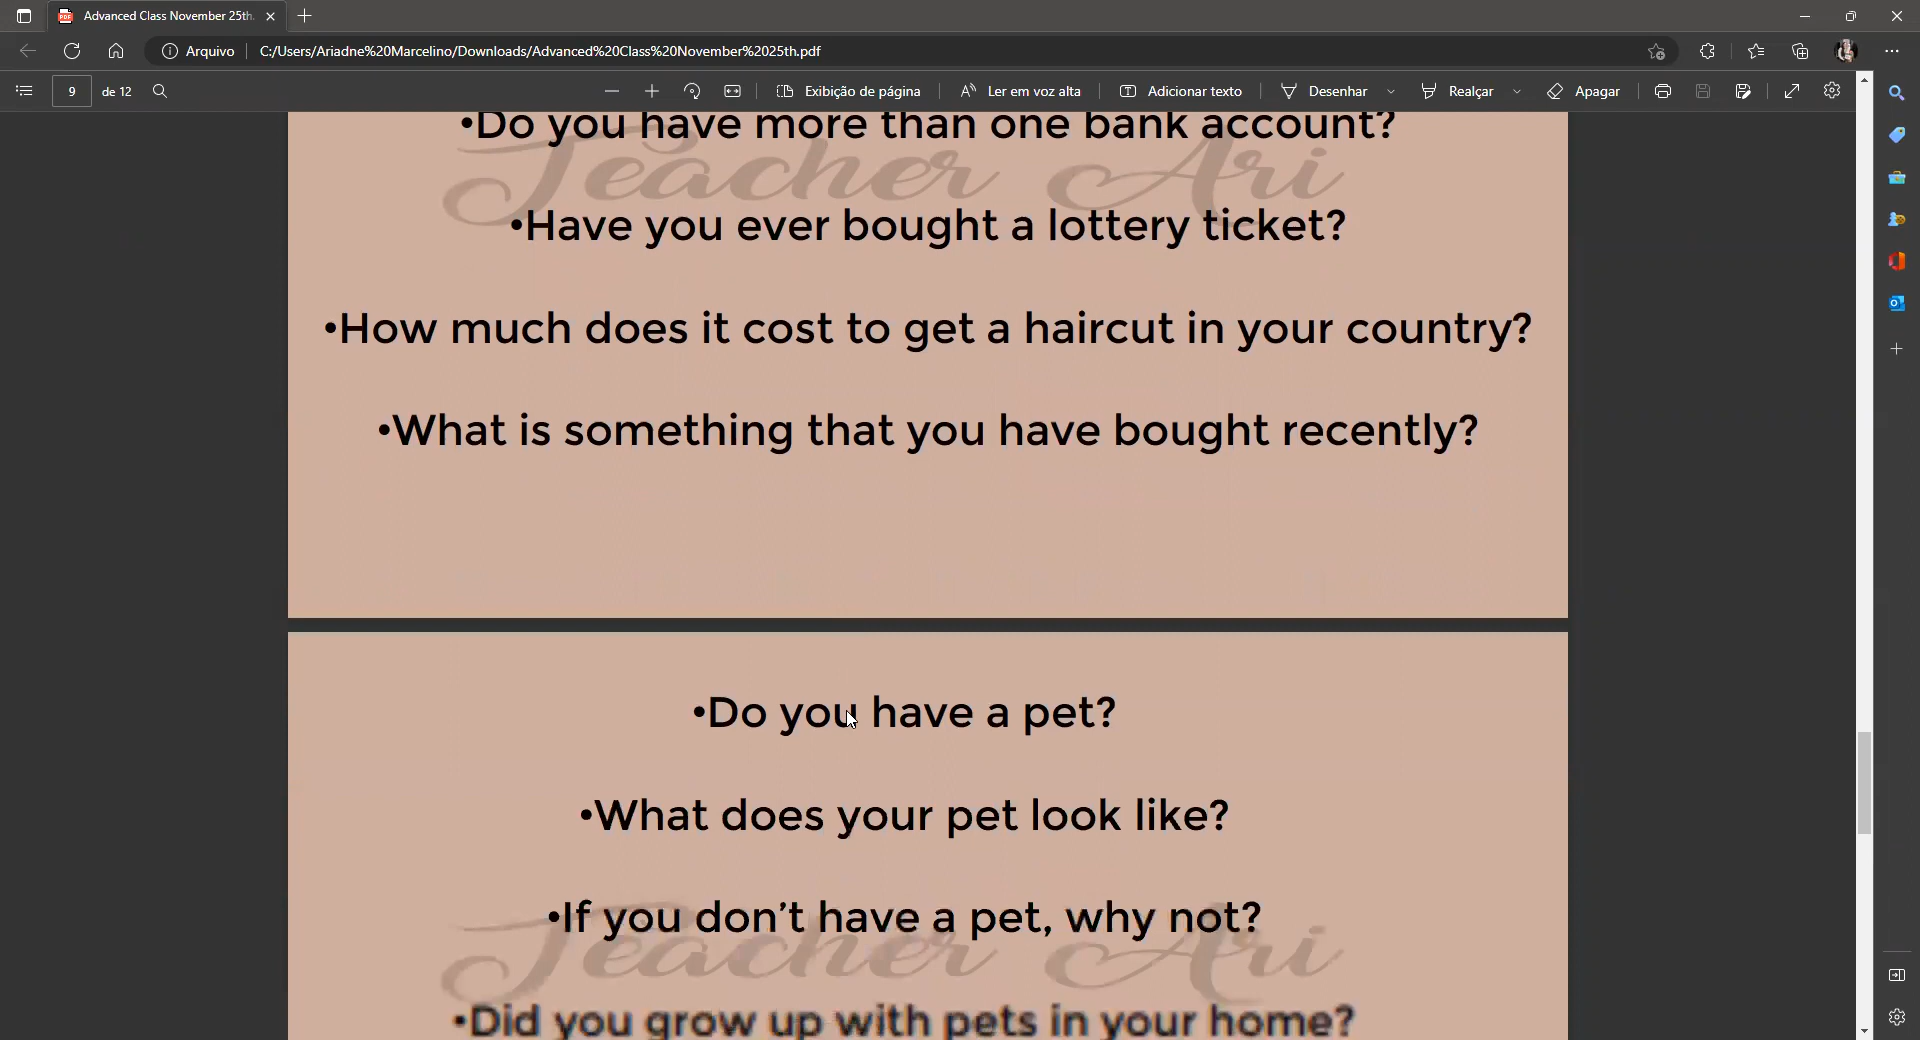 Advanced Class November 25th.
Arquivo
C:/Users/Ariadne%20Marcelino/Downloads/Advanced%20Class%20November%2025th.pdf
9
de 12
Exibição de página
Ler em voz alta
Adicionar texto
Desenhar
Realçar
Apagar
•Do you have more than one bank account?
Teacher Ari
•Have you ever bought a lottery ticket?
•How much does it cost to get a haircut in your country?
•What is something that you have bought recently?
•Do you have a pet?
•What does your pet look like?
•If you don’t have a pet, why not?
Teacher Ari
•Did you grow up with pets in your home?